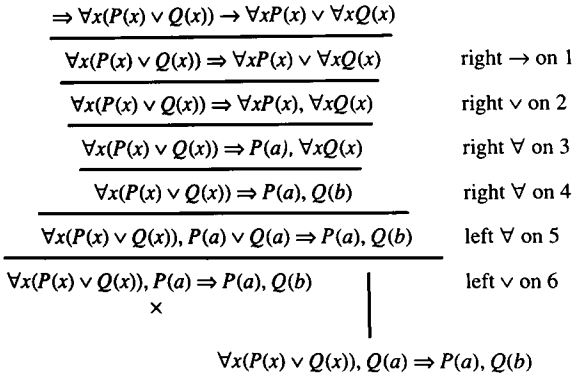 ⇒ ∀x(P(x) ∨ Q(x)) → ∀xP(x) ∨ ∀xQ(x)
∀x(P(x) ∨ Q(x)) ⇒ ∀xP(x) ∨ ∀xQ(x) right → on 1
∀x(P(x) ∨ Q(x)) ⇒ ∀xP(x), ∀xQ(x) right ∨ on 2
∀x(P(x) ∨ Q(x)) ⇒ P(a), ∀xQ(x) right ∀ on 3
∀x(P(x) ∨ Q(x)) ⇒ P(a), Q(b) right ∀ on 4
∀x(P(x) ∨ Q(x)), P(a) ∨ Q(a) ⇒ P(a), Q(b) left ∀ on 5
∀x(P(x) ∨ Q(x)), P(a) ⇒ P(a), Q(b) left ∨ on 6
×
∀x(P(x) ∨ Q(x)), Q(a) ⇒ P(a), Q(b)